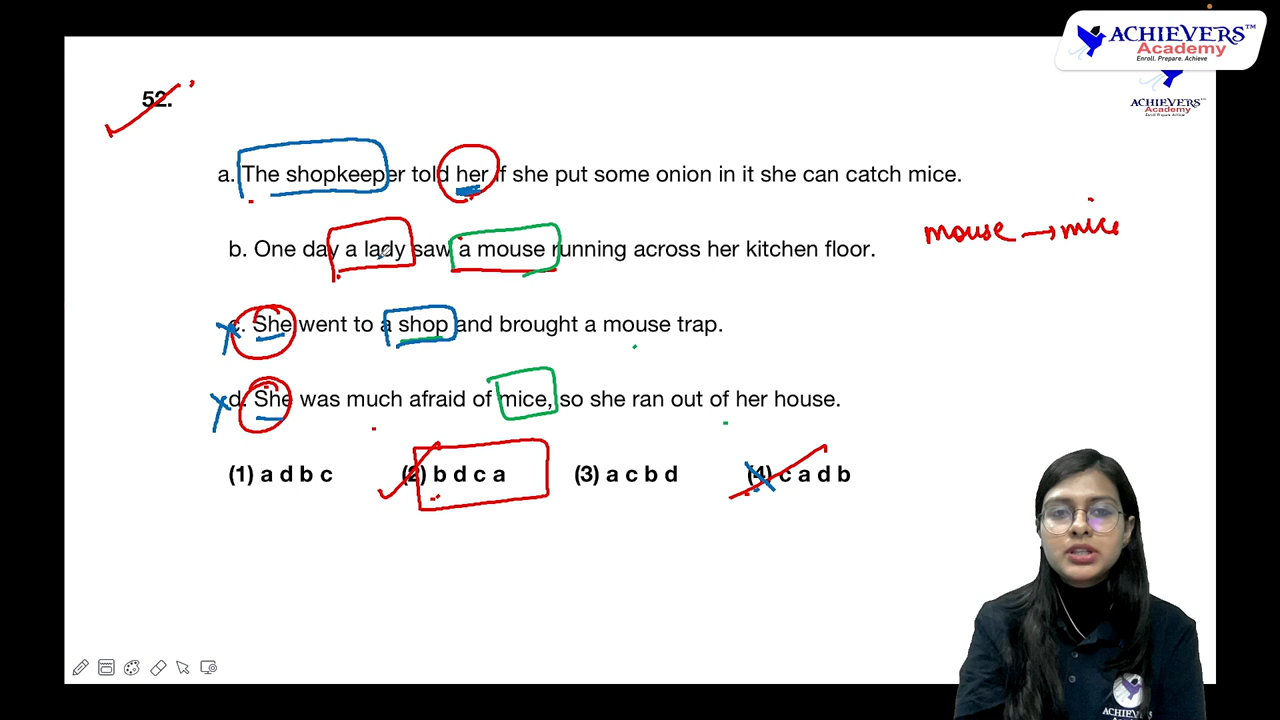 ACHIEVERS™
Academy
Enroll. Prepare. Achieve
ACHIEVERS™
Academy
52.
a. The shopkeeper told her if she put some onion in it she can catch mice.
b. One day a lady saw a mouse running across her kitchen floor.
mouse → mice
c. She went to a shop and brought a mouse trap.
d. She was much afraid of mice, so she ran out of her house.
(1) a d b c (2) b d c a (3) a c b d (4) c a d b
ACHIEVERS